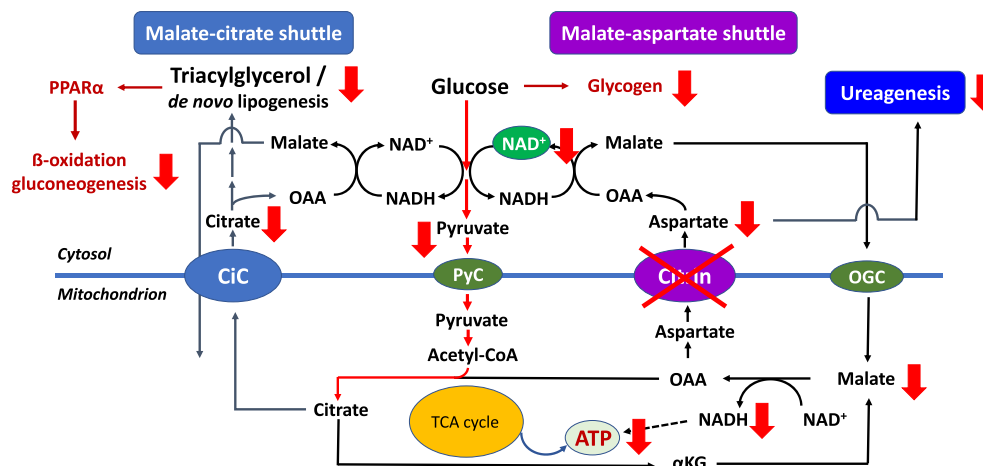 Malate-citrate shuttle
Malate-aspartate shuttle
Triacylglycerol /
de novo lipogenesis
PPARα
Glucose
Glycogen
Ureagenesis
ß-oxidation
gluconeogenesis
Malate
NAD+
NAD+
Malate
OAA
NADH
NADH
OAA
Citrate
Pyruvate
Aspartate
Cytosol
CiC
PyC
Citrin
OGC
Mitochondrion
Pyruvate
Aspartate
Acetyl-CoA
OAA
Malate
Citrate
TCA cycle
ATP
NADH
NAD+
αKG